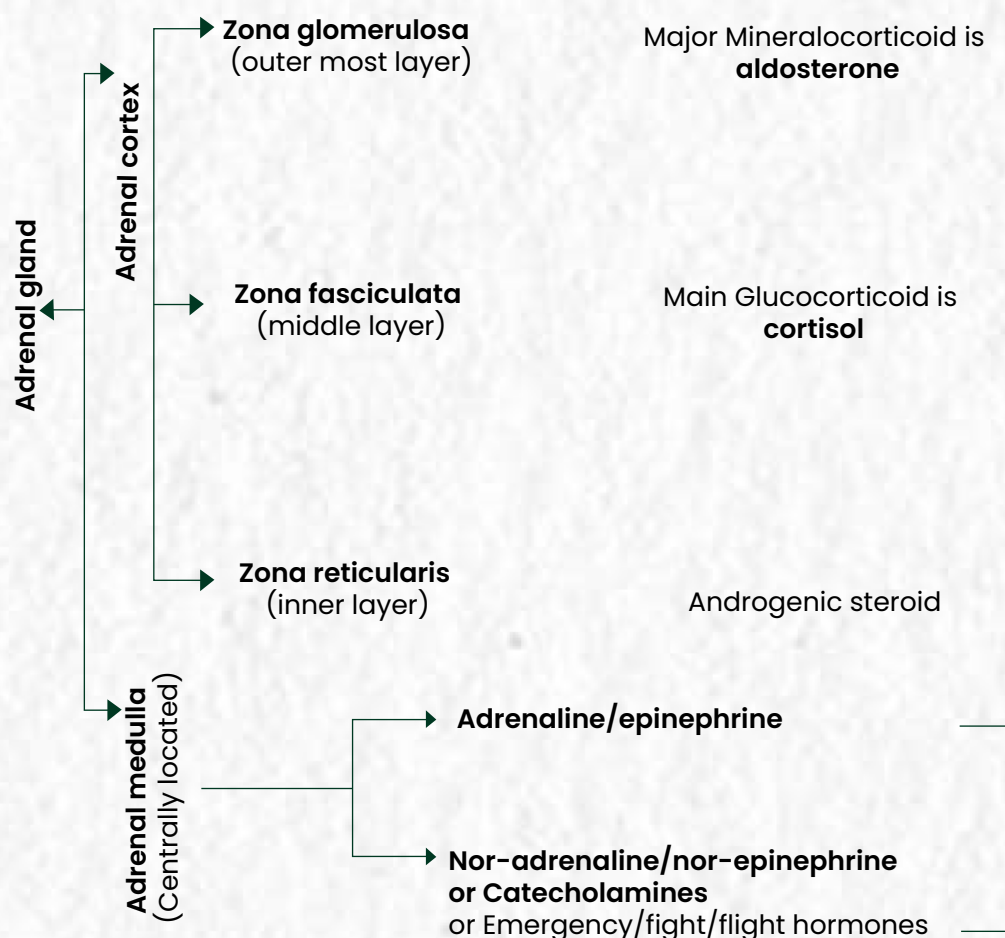 Adrenal gland
Adrenal cortex
Zona glomerulosa
(outer most layer)
Major Mineralocorticoid is
aldosterone
Zona fasciculata
(middle layer)
Main Glucocorticoid is
cortisol
Zona reticularis
(inner layer)
Androgenic steroid
Adrenal medulla
(Centrally located)
Adrenaline/epinephrine
Nor-adrenaline/nor-epinephrine
or Catecholamines
or Emergency/fight/flight hormones